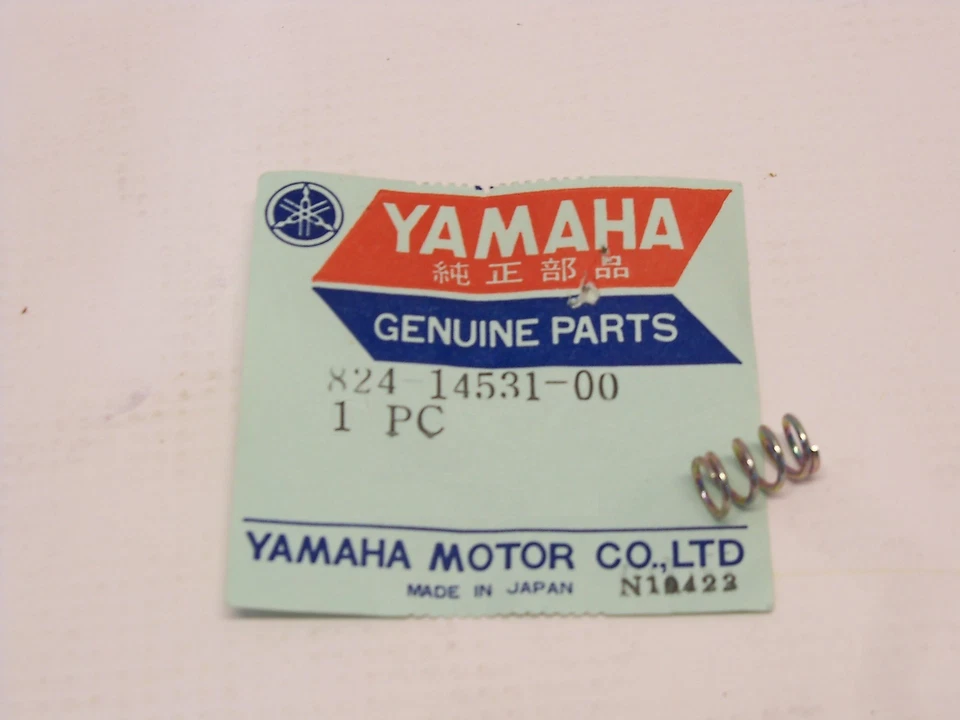 YAMAHA
純正部品
GENUINE PARTS
824-14531-00
1 PC
YAMAHA MOTOR CO.,LTD
MADE IN JAPAN